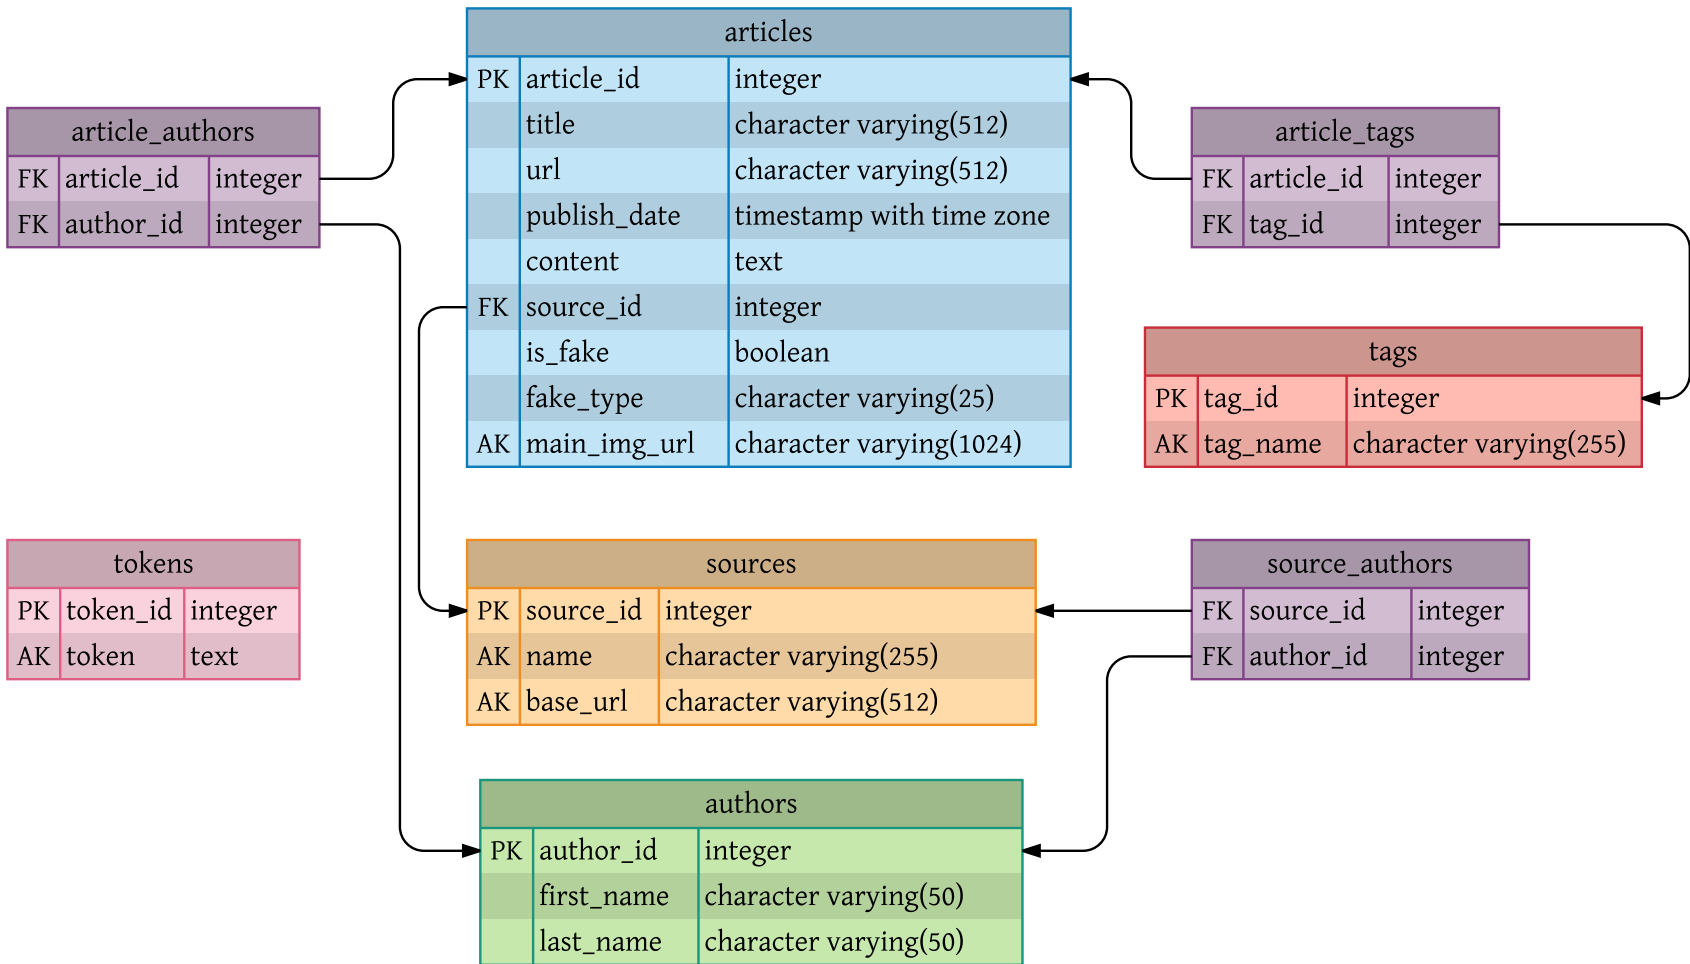 articles
PK article_id integer
title character varying(512)
url character varying(512)
publish_date timestamp with time zone
content text
FK source_id integer
is_fake boolean
fake_type character varying(25)
AK main_img_url character varying(1024)
article_authors
FK article_id integer
FK author_id integer
article_tags
FK article_id integer
FK tag_id integer
tags
PK tag_id integer
AK tag_name character varying(255)
tokens
PK token_id integer
AK token text
sources
PK source_id integer
AK name character varying(255)
AK base_url character varying(512)
source_authors
FK source_id integer
FK author_id integer
authors
PK author_id integer
first_name character varying(50)
last_name character varying(50)